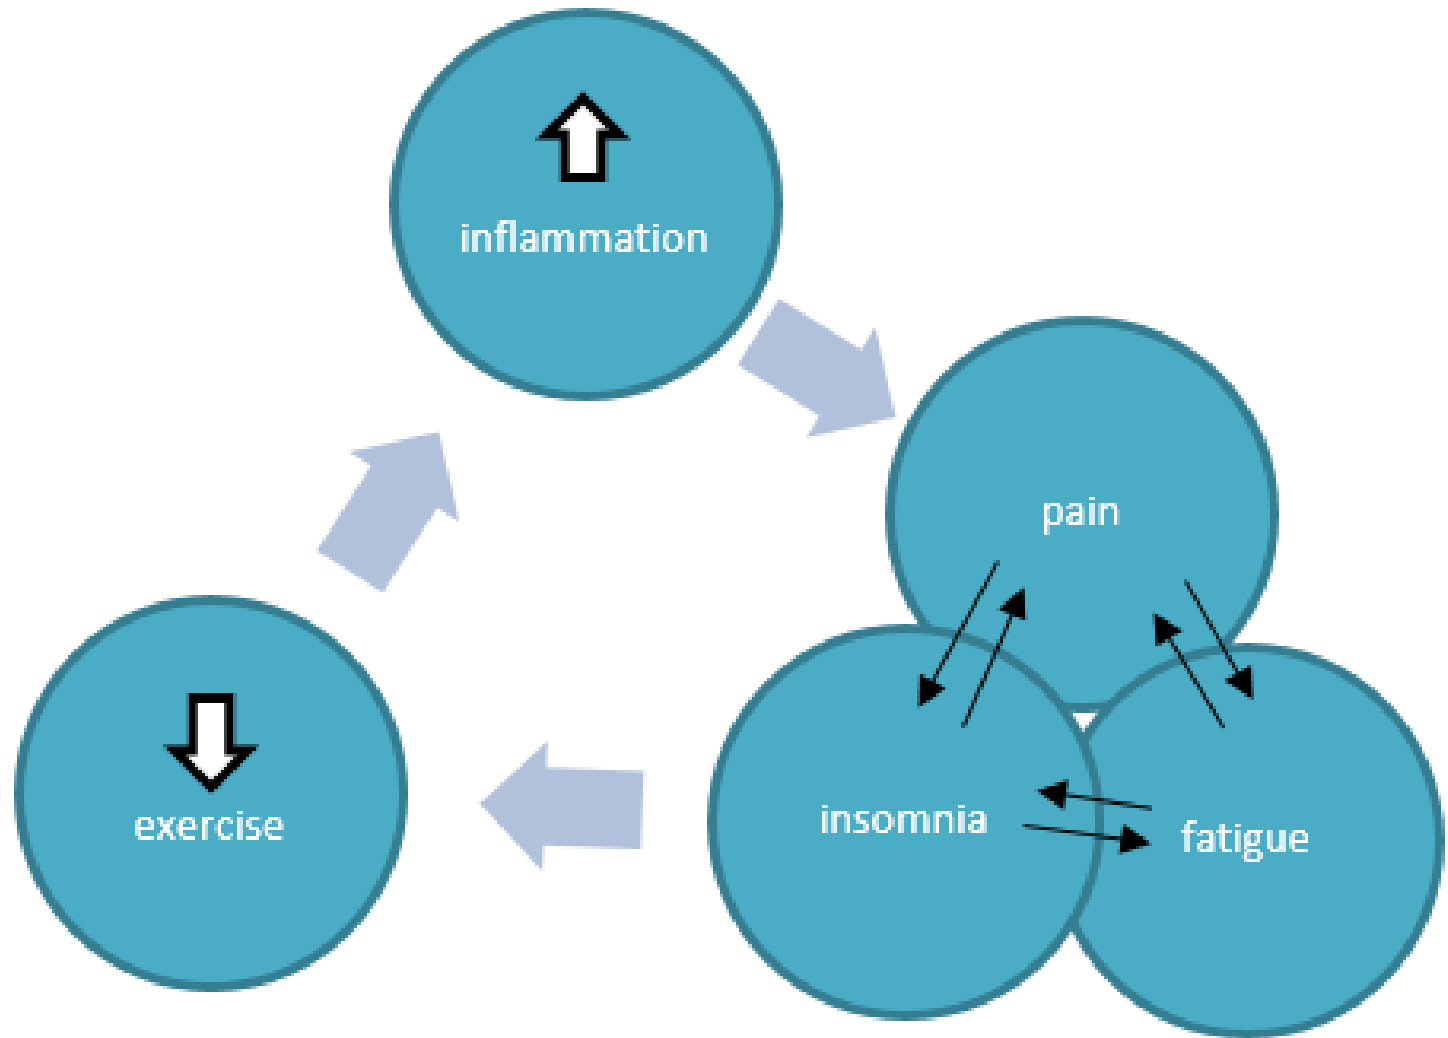 inflammation
pain
insomnia
fatigue
exercise